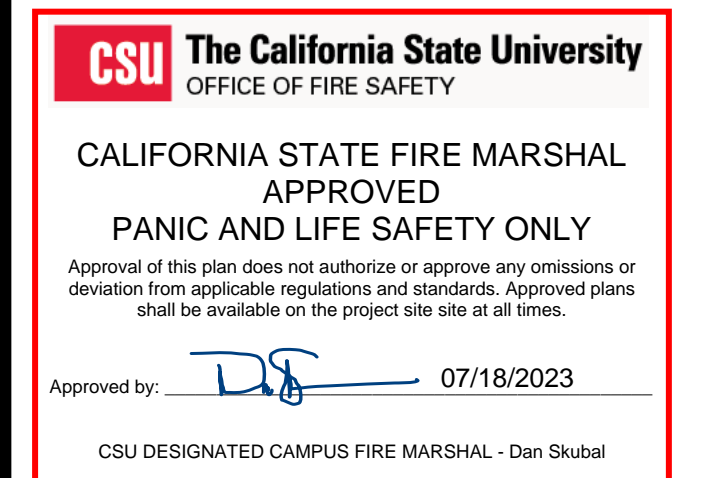 CSU The California State University
OFFICE OF FIRE SAFETY
CALIFORNIA STATE FIRE MARSHAL
APPROVED
PANIC AND LIFE SAFETY ONLY
Approval of this plan does not authorize or approve any omissions or
deviation from applicable regulations and standards. Approved plans
shall be available on the project site site at all times.
Approved by: 07/18/2023
CSU DESIGNATED CAMPUS FIRE MARSHAL - Dan Skubal